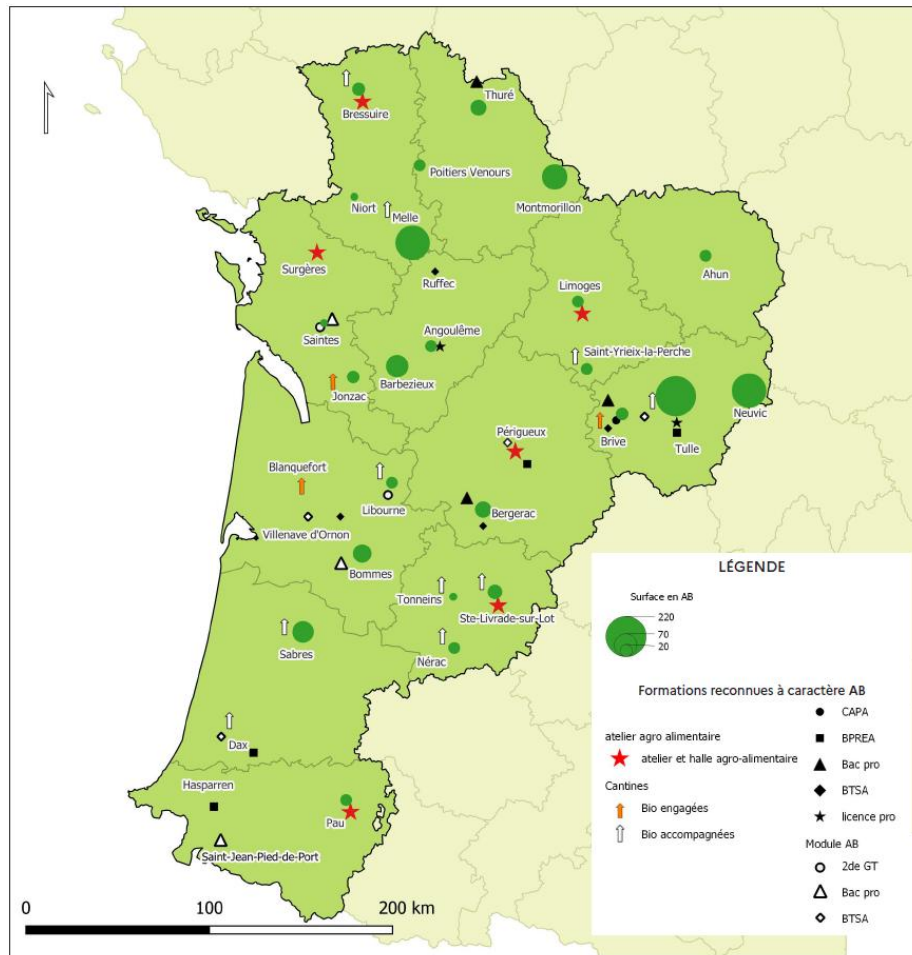 Thuré
Bressuire
Poitiers Venours
Montmorillon
Niort
Melle
Surgères
Ruffec
Ahun
Limoges
Angoulême
Saintes
Saint-Yrieix-la-Perche
Barbezieux
Jonzac
Neuvic
Périgueux
Brive
Tulle
Blanquefort
Libourne
Bergerac
Villenave d'Ornon
Bommes
Tonneins
Ste-Livrade-sur-Lot
Sabres
Nérac
Dax
Hasparren
Pau
Saint-Jean-Pied-de-Port
0 100 200 km
LÉGENDE
Surface en AB
220
70
20
Formations reconnues à caractère AB
atelier agro alimentaire
atelier et halle agro-alimentaire
Cantines
Bio engagées
Bio accompagnées
CAPA
BPREA
Bac pro
BTSA
licence pro
Module AB
2de GT
Bac pro
BTSA